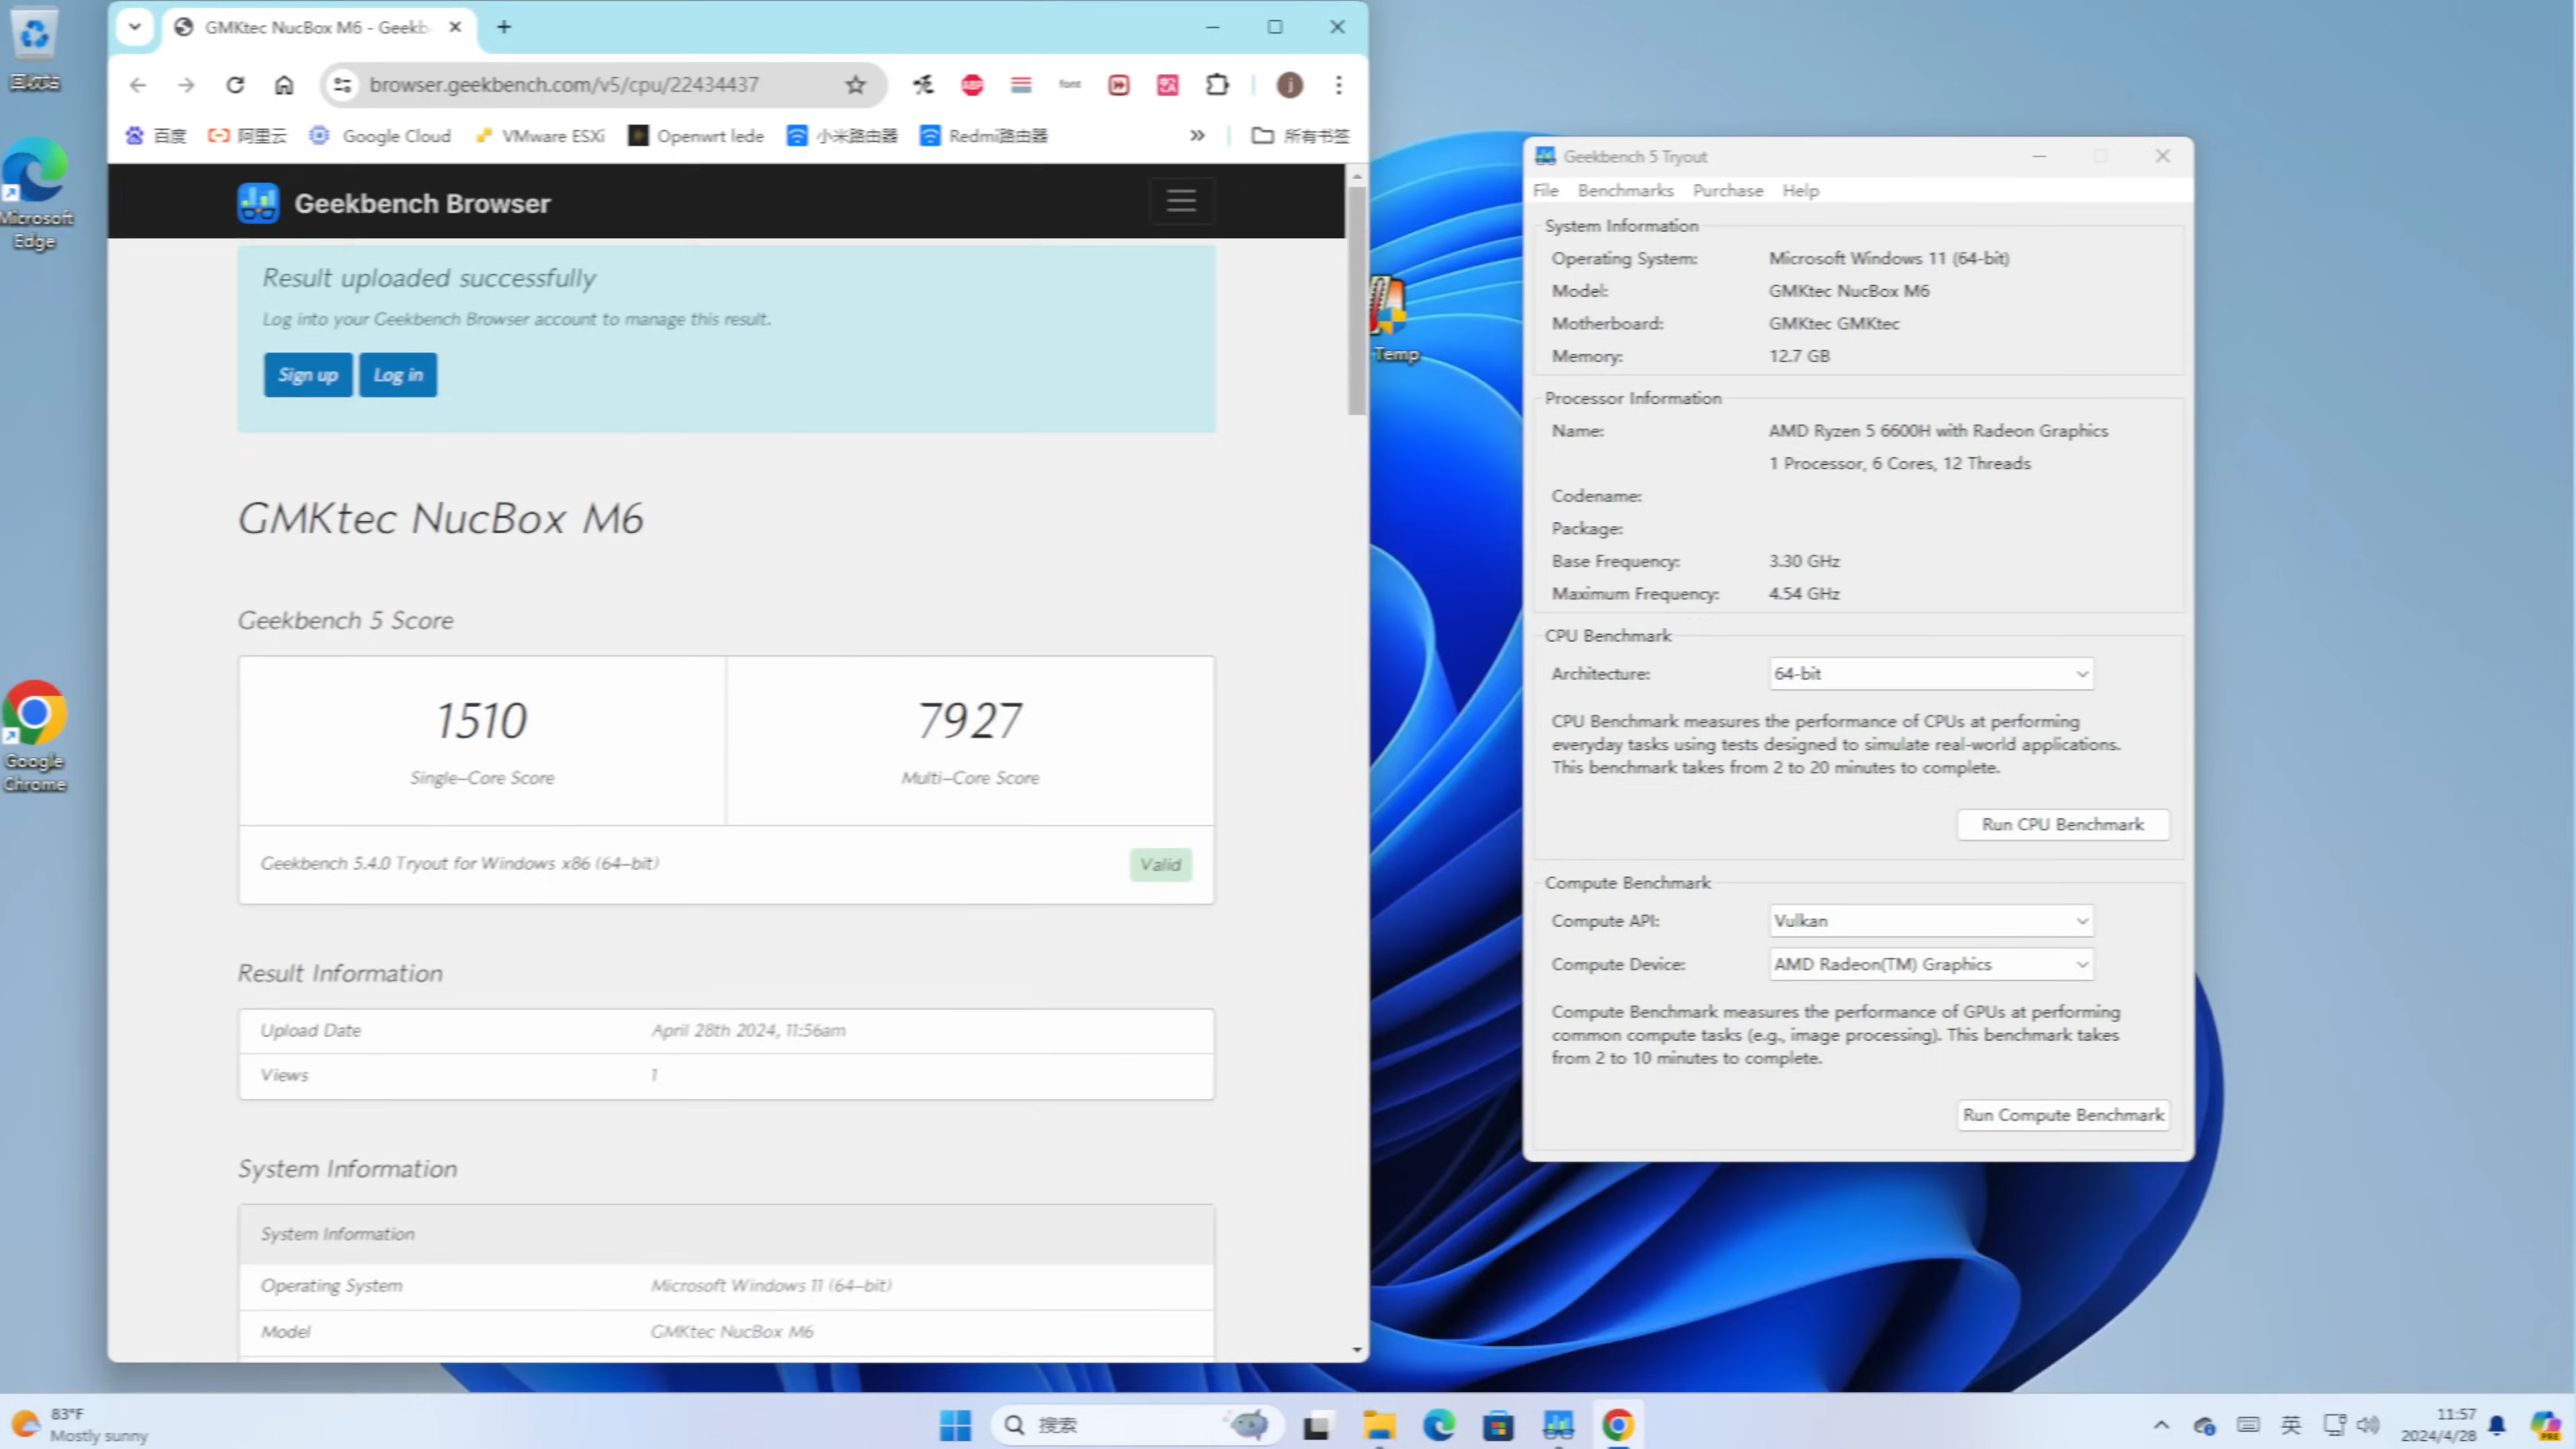 回收站
Microsoft
Edge
Google
Chrome
Temp
GMKtec NucBox M6 - Geekb
browser.geekbench.com/v5/cpu/22434437
ABP
font
j
百度
阿里云
Google Cloud
VMware ESXi
Openwrt lede
小米路由器
Redmi路由器
所有书签
Geekbench Browser
Result uploaded successfully
Log into your Geekbench Browser account to manage this result.
Sign up
Log in
GMKtec NucBox M6
Geekbench 5 Score
1510
Single-Core Score
7927
Multi-Core Score
Geekbench 5.4.0 Tryout for Windows x86 (64-bit)
Valid
Result Information
Upload Date April 28th 2024, 11:56am
Views 1
System Information
System Information
Operating System Microsoft Windows 11 (64-bit)
Model GMKtec NucBox M6
Geekbench 5 Tryout
File Benchmarks Purchase Help
System Information
Operating System: Microsoft Windows 11 (64-bit)
Model: GMKtec NucBox M6
Motherboard: GMKtec GMKtec
Memory: 12.7 GB
Processor Information
Name: AMD Ryzen 5 6600H with Radeon Graphics
1 Processor, 6 Cores, 12 Threads
Codename:
Package:
Base Frequency: 3.30 GHz
Maximum Frequency: 4.54 GHz
CPU Benchmark
Architecture: 64-bit
CPU Benchmark measures the performance of CPUs at performing
everyday tasks using tests designed to simulate real-world applications.
This benchmark takes from 2 to 20 minutes to complete.
Run CPU Benchmark
Compute Benchmark
Compute API: Vulkan
Compute Device: AMD Radeon(TM) Graphics
Compute Benchmark measures the performance of GPUs at performing
common compute tasks (e.g., image processing). This benchmark takes
from 2 to 10 minutes to complete.
Run Compute Benchmark
83°F
Mostly sunny
搜索
英
11:57
2024/4/28
PRE